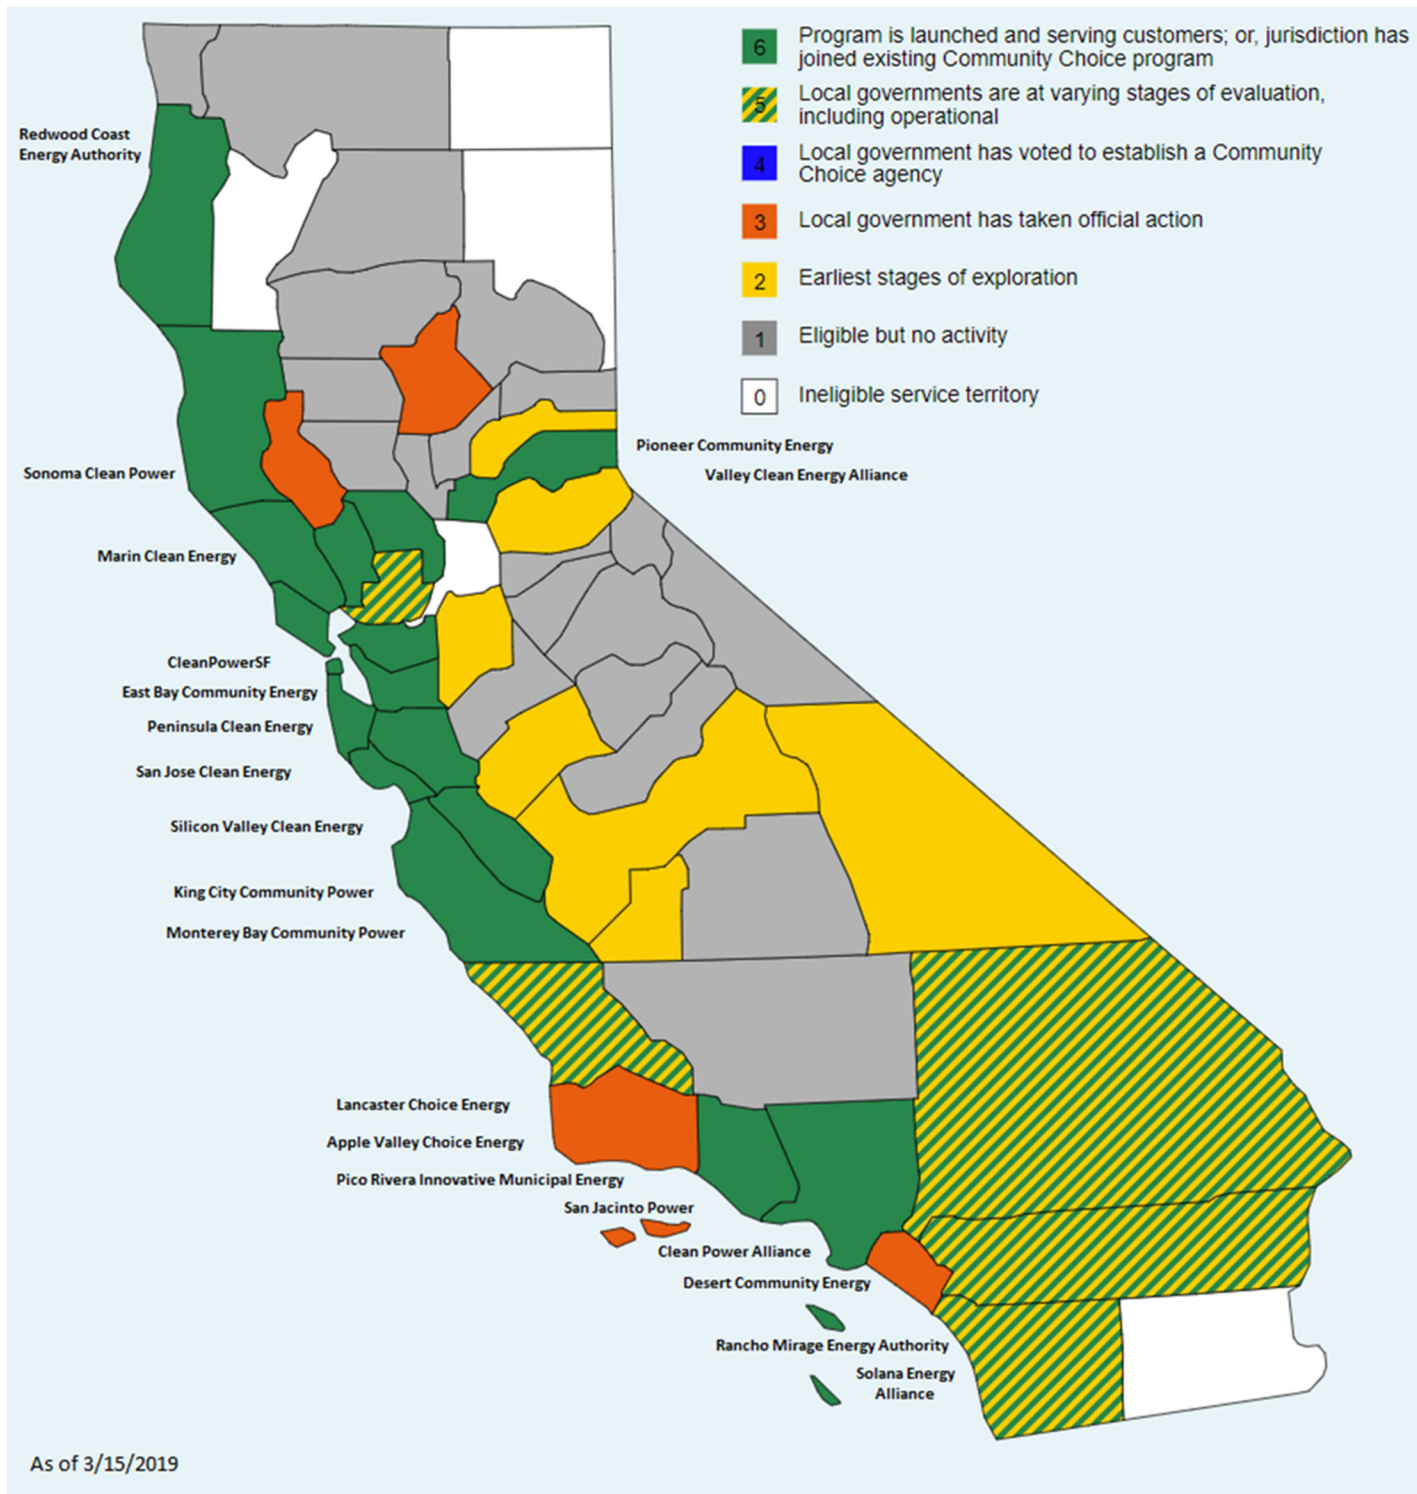 6 Program is launched and serving customers; or, jurisdiction has
joined existing Community Choice program
5 Local governments are at varying stages of evaluation,
including operational
4 Local government has voted to establish a Community
Choice agency
3 Local government has taken official action
2 Earliest stages of exploration
1 Eligible but no activity
0 Ineligible service territory
Redwood Coast
Energy Authority
Pioneer Community Energy
Valley Clean Energy Alliance
Sonoma Clean Power
Marin Clean Energy
CleanPowerSF
East Bay Community Energy
Peninsula Clean Energy
San Jose Clean Energy
Silicon Valley Clean Energy
King City Community Power
Monterey Bay Community Power
Lancaster Choice Energy
Apple Valley Choice Energy
Pico Rivera Innovative Municipal Energy
San Jacinto Power
Clean Power Alliance
Desert Community Energy
Rancho Mirage Energy Authority
Solana Energy
Alliance
As of 3/15/2019